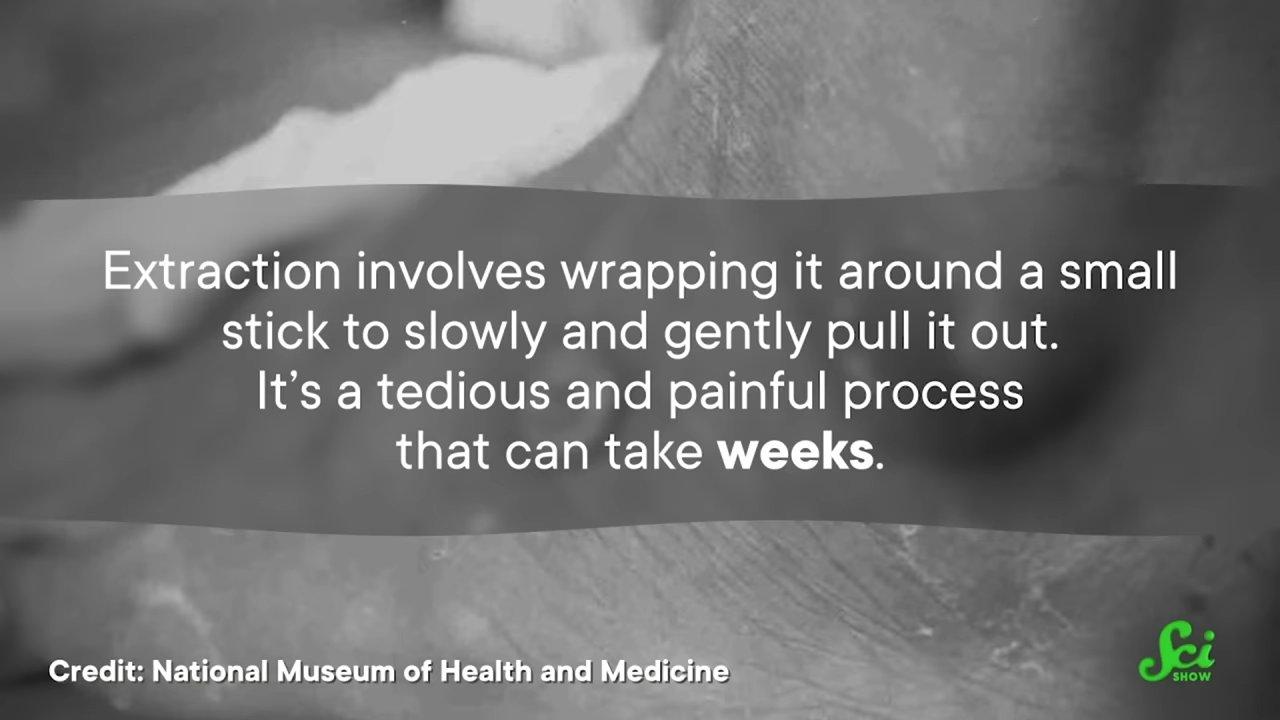 Extraction involves wrapping it around a small
stick to slowly and gently pull it out.
It’s a tedious and painful process
that can take weeks.
Credit: National Museum of Health and Medicine
Sci
SHOW